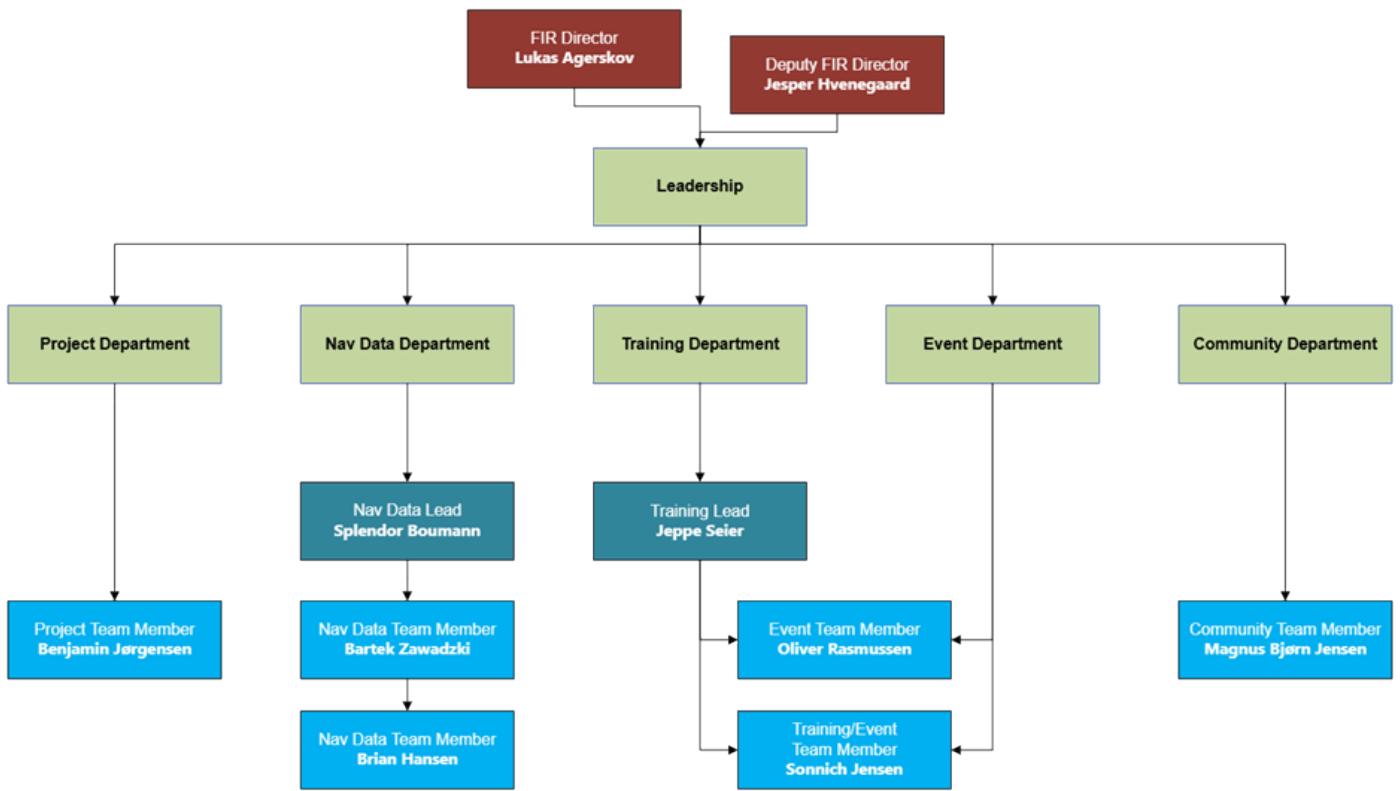 FIR Director
Lukas Agerskov
Deputy FIR Director
Jesper Hvenegaard
Leadership
Project Department
Nav Data Department
Training Department
Event Department
Community Department
Nav Data Lead
Splendor Boumann
Training Lead
Jeppe Seier
Project Team Member
Benjamin Jørgensen
Nav Data Team Member
Bartek Zawadzki
Event Team Member
Oliver Rasmussen
Community Team Member
Magnus Bjørn Jensen
Nav Data Team Member
Brian Hansen
Training/Event
Team Member
Sonnich Jensen